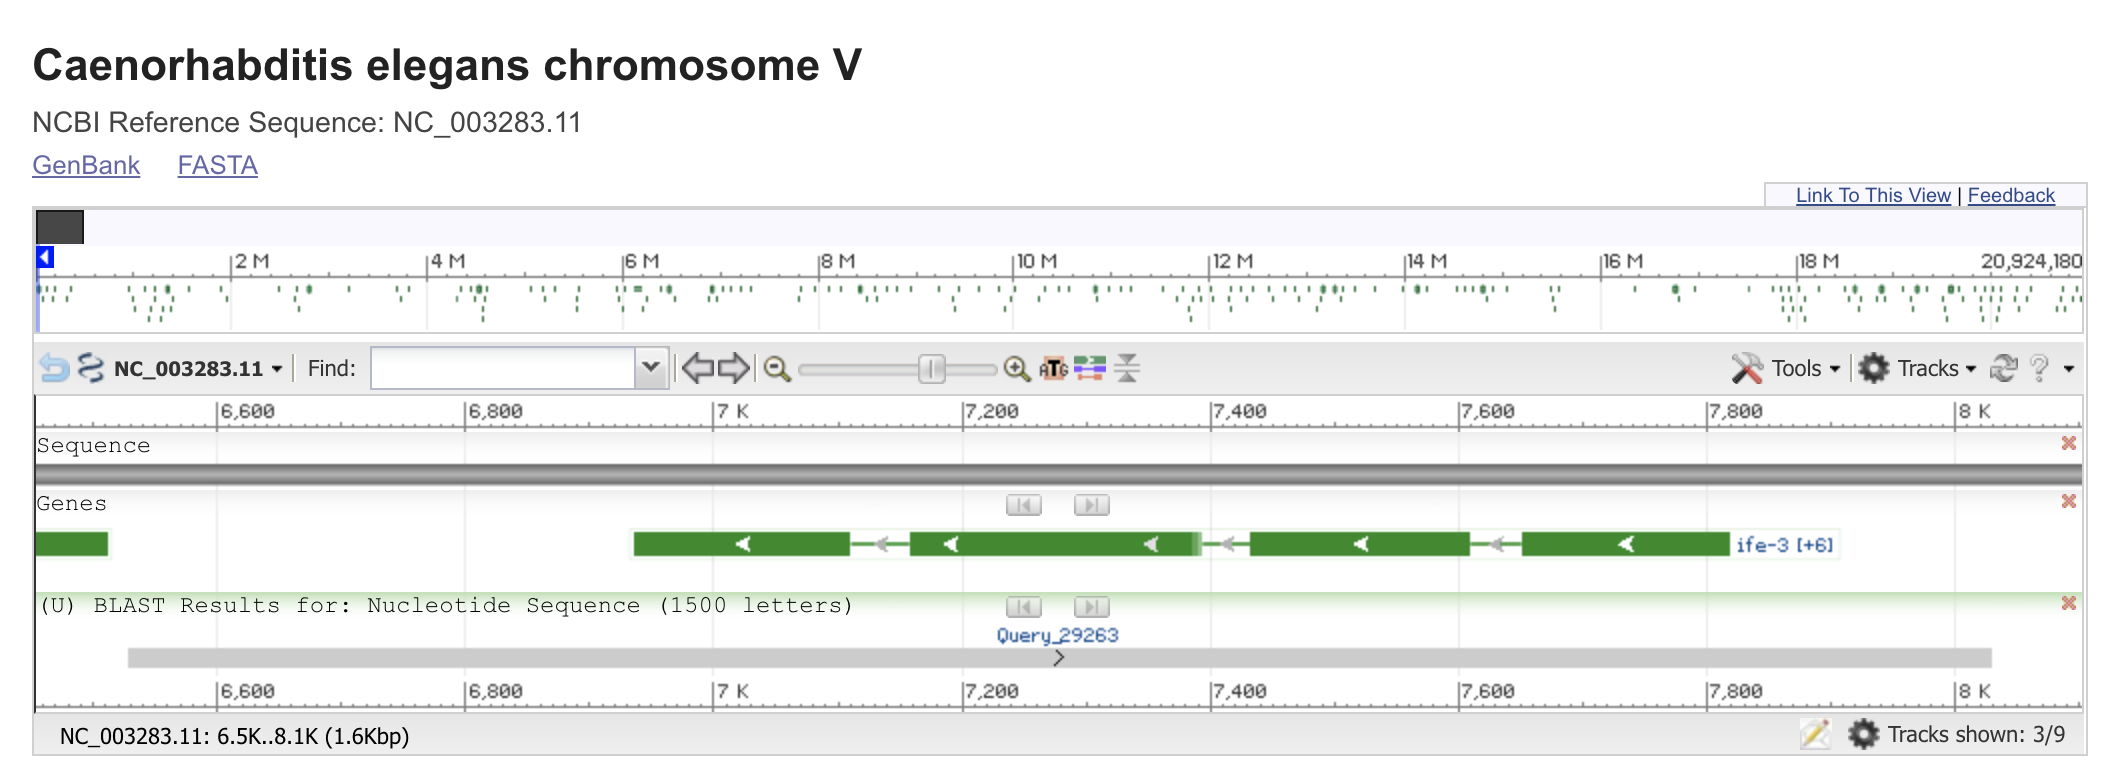 Caenorhabditis elegans chromosome V
NCBI Reference Sequence: NC_003283.11
GenBank FASTA
Link To This View | Feedback
2 M 4 M 6 M 8 M 10 M 12 M 14 M 16 M 18 M 20,924,180
NC_003283.11 Find: ATG Tools Tracks ?
6,600 6,800 7 K 7,200 7,400 7,600 7,800 8 K
Sequence
Genes
ife-3 [+6]
(U) BLAST Results for: Nucleotide Sequence (1500 letters)
Query_29263
6,600 6,800 7 K 7,200 7,400 7,600 7,800 8 K
NC_003283.11: 6.5K..8.1K (1.6Kbp) Tracks shown: 3/9